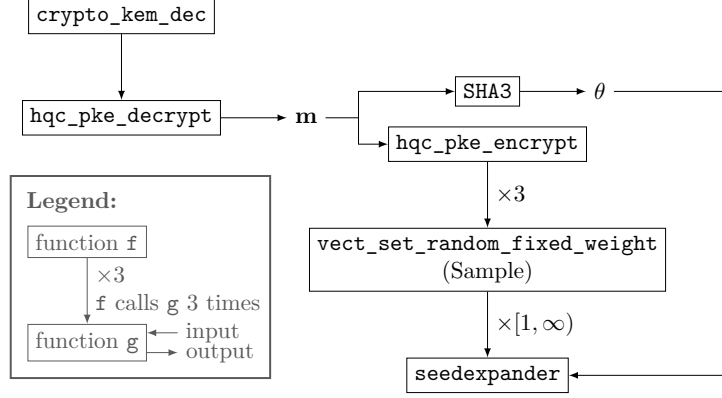 crypto_kem_dec
SHA3
θ
hqc_pke_decrypt
m
hqc_pke_encrypt
×3
vect_set_random_fixed_weight
(Sample)
×[1, ∞)
seedexpander
Legend:
function f
×3
f calls g 3 times
function g
input
output